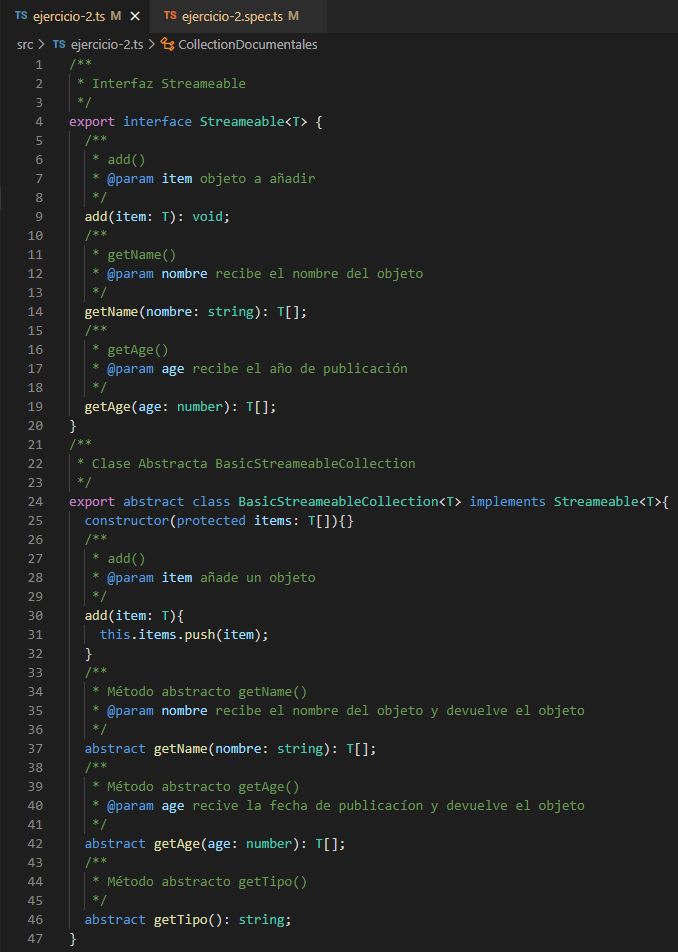 TS ejercicio-2.ts M × TS ejercicio-2.spec.ts M
src > TS ejercicio-2.ts > CollectionDocumentales
1 /**
2 * Interfaz Streameable
3 */
4 export interface Streameable<T> {
5 /**
6 * add()
7 * @param item objeto a añadir
8 */
9 add(item: T): void;
10 /**
11 * getName()
12 * @param nombre recibe el nombre del objeto
13 */
14 getName(nombre: string): T[];
15 /**
16 * getAge()
17 * @param age recibe el año de publicación
18 */
19 getAge(age: number): T[];
20 }
21 /**
22 * Clase Abstracta BasicStreameableCollection
23 */
24 export abstract class BasicStreameableCollection<T> implements Streameable<T>{
25 constructor(protected items: T[]){}
26 /**
27 * add()
28 * @param item añade un objeto
29 */
30 add(item: T){
31 this.items.push(item);
32 }
33 /**
34 * Método abstracto getName()
35 * @param nombre recibe el nombre del objeto y devuelve el objeto
36 */
37 abstract getName(nombre: string): T[];
38 /**
39 * Método abstracto getAge()
40 * @param age recive la fecha de publicacíon y devuelve el objeto
41 */
42 abstract getAge(age: number): T[];
43 /**
44 * Método abstracto getTipo()
45 */
46 abstract getTipo(): string;
47 }